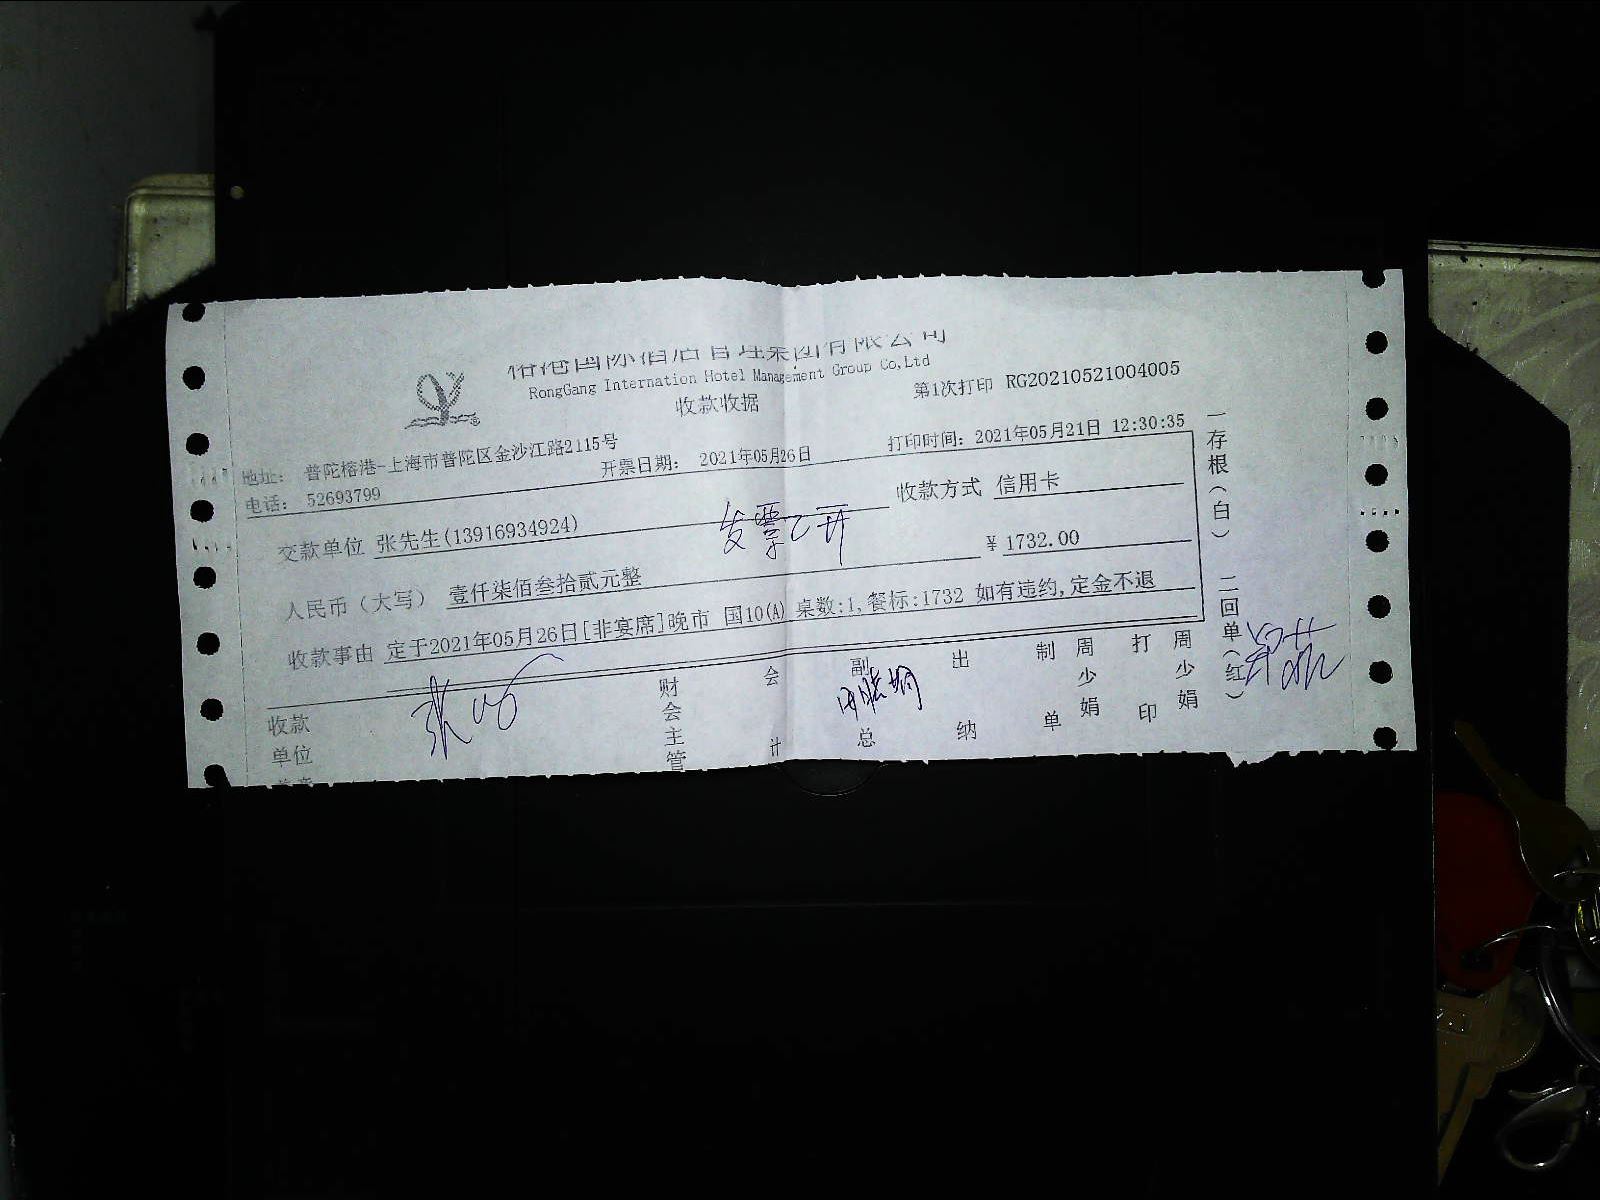 榕港国际酒店管理集团有限公司
RongGang Internation Hotel Management Group Co,Ltd
收款收据
第1次打印 RG20210521004005
地址: 普陀榕港-上海市普陀区金沙江路2115号
电话: 52693799
开票日期: 2021年05月26日
打印时间: 2021年05月21日 12:30:35
交款单位 张先生(13916934924)
发票已开
收款方式 信用卡
人民币(大写) 壹仟柒佰叁拾贰元整
¥ 1732.00
收款事由 定于2021年05月26日[非宴席]晚市 国10(A) 桌数:1,餐标:1732 如有违约,定金不退
收款单位
财会主管
会计
副总
出纳
制单
周少娟
打印
周少娟
一存根(白) 二回单(红)